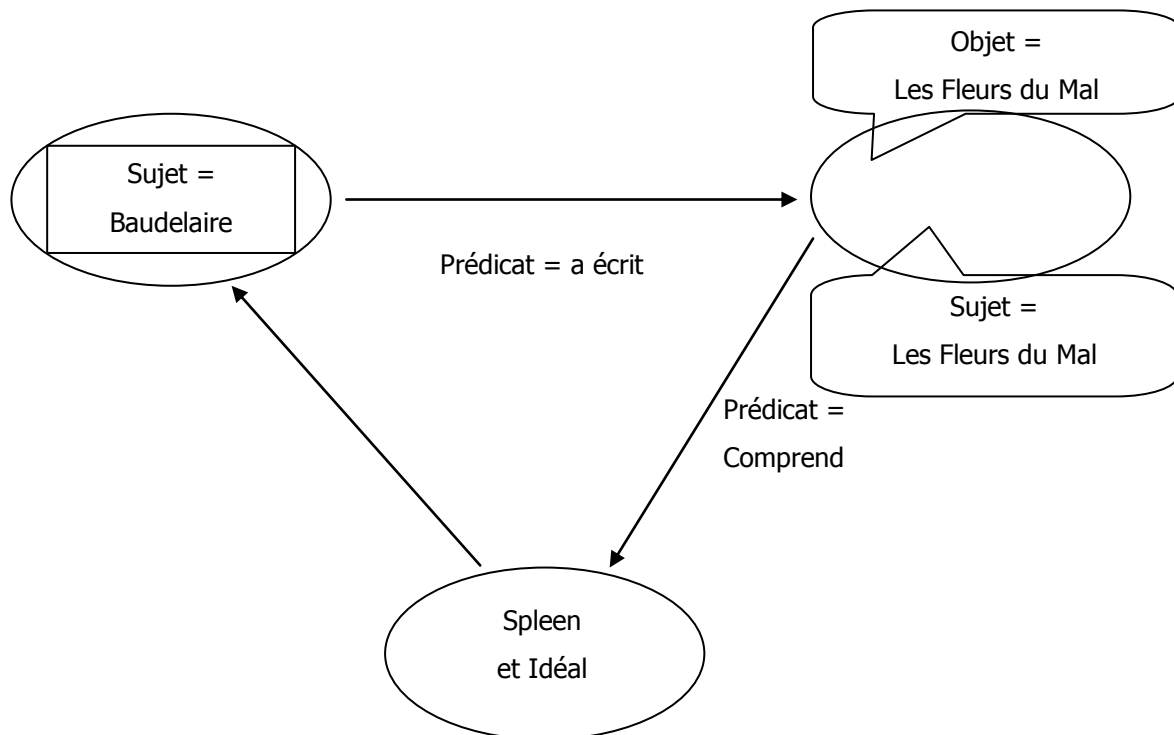 Objet =
Les Fleurs du Mal
Sujet =
Baudelaire
Prédicat = a écrit
Sujet =
Les Fleurs du Mal
Prédicat =
Comprend
Spleen
et Idéal